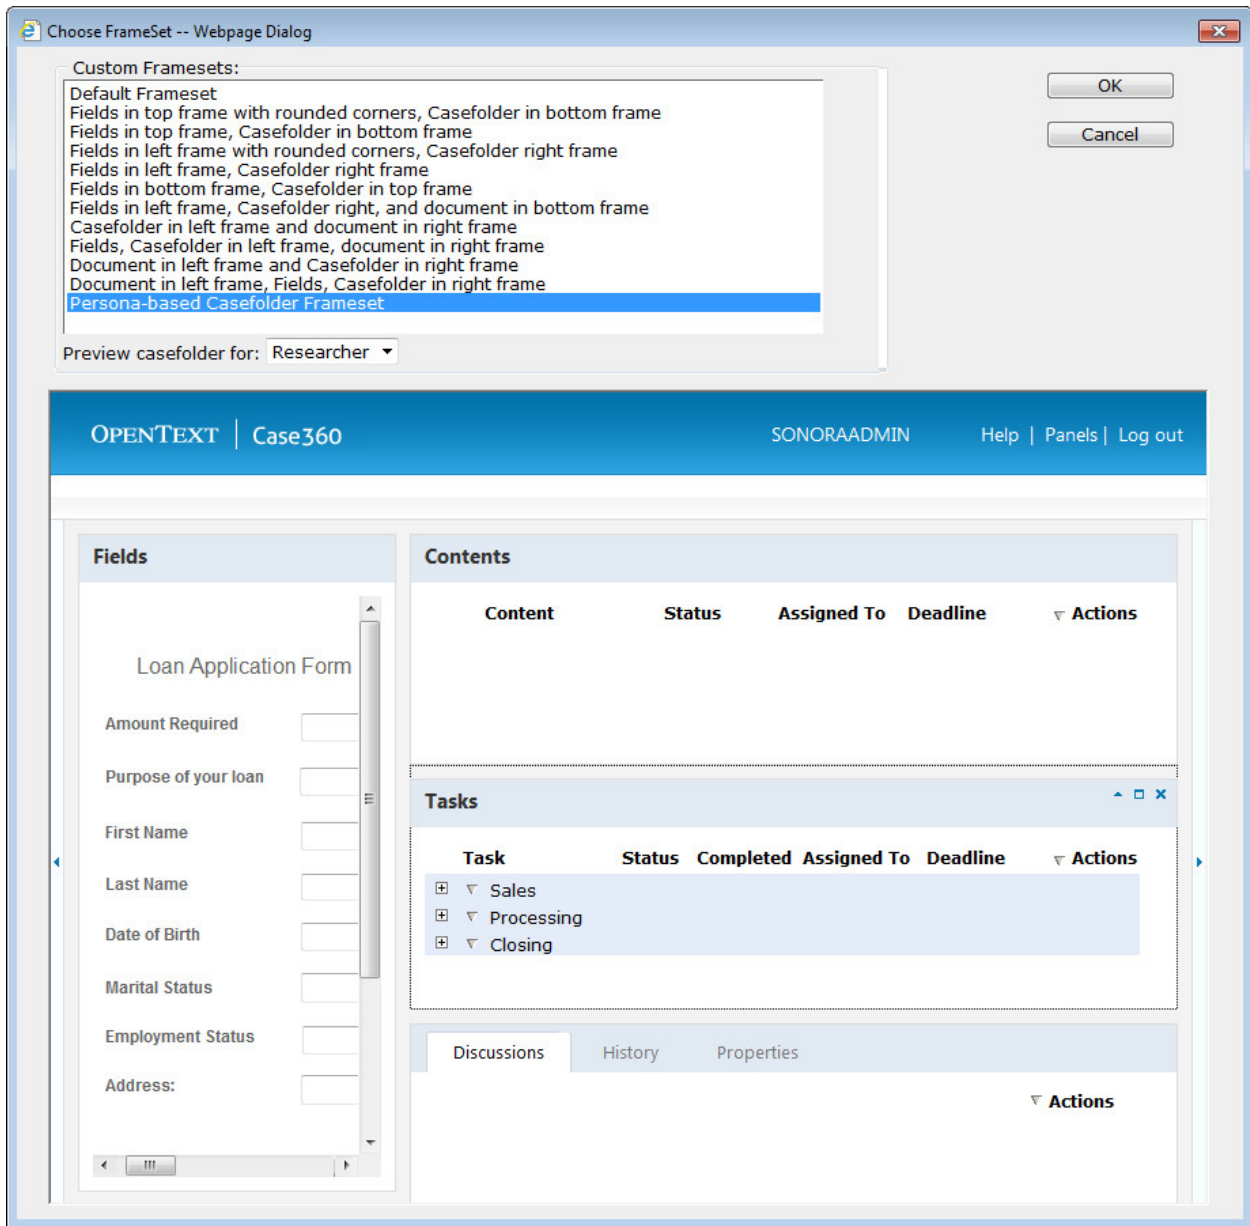 Choose FrameSet -- Webpage Dialog
Custom Framesets:
Default Frameset
Fields in top frame with rounded corners, Casefolder in bottom frame
Fields in top frame, Casefolder in bottom frame
Fields in left frame with rounded corners, Casefolder right frame
Fields in left frame, Casefolder right frame
Fields in bottom frame, Casefolder in top frame
Fields in left frame, Casefolder right, and document in bottom frame
Casefolder in left frame and document in right frame
Fields, Casefolder in left frame, document in right frame
Document in left frame and Casefolder in right frame
Document in left frame, Fields, Casefolder in right frame
Persona-based Casefolder Frameset
Preview casefolder for: Researcher
OK
Cancel
OPENTEXT | Case360 SONORAADMIN Help | Panels | Log out
Fields
Loan Application Form
Amount Required
Purpose of your loan
First Name
Last Name
Date of Birth
Marital Status
Employment Status
Address:
Contents
Content Status Assigned To Deadline Actions
Tasks
Task Status Completed Assigned To Deadline Actions
Sales
Processing
Closing
Discussions History Properties
Actions